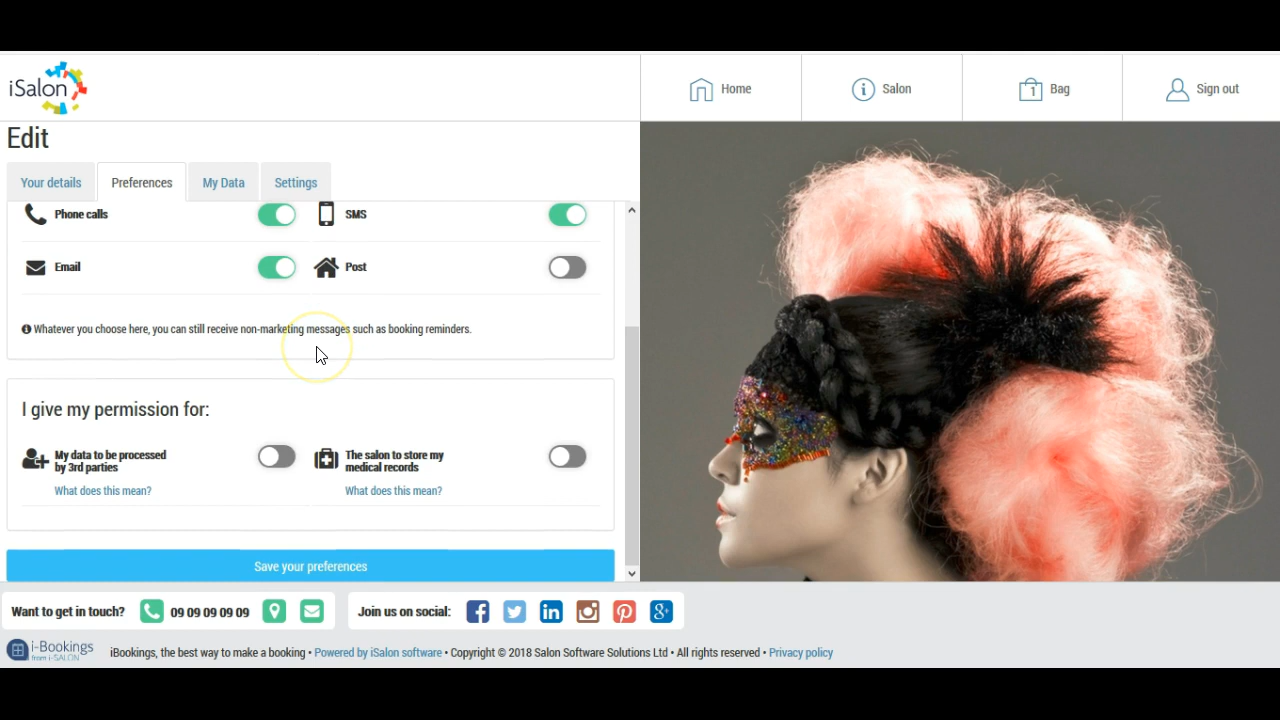 iSalon
Home
Salon
1
Bag
Sign out
Edit
Your details
Preferences
My Data
Settings
Phone calls
SMS
Email
Post
Whatever you choose here, you can still receive non-marketing messages such as booking reminders.
I give my permission for:
My data to be processed
by 3rd parties
What does this mean?
The salon to store my
medical records
What does this mean?
Save your preferences
Want to get in touch?
09 09 09 09 09
Join us on social:
i-Bookings
from i-SALON
iBookings, the best way to make a booking • Powered by iSalon software • Copyright © 2018 Salon Software Solutions Ltd • All rights reserved • Privacy policy